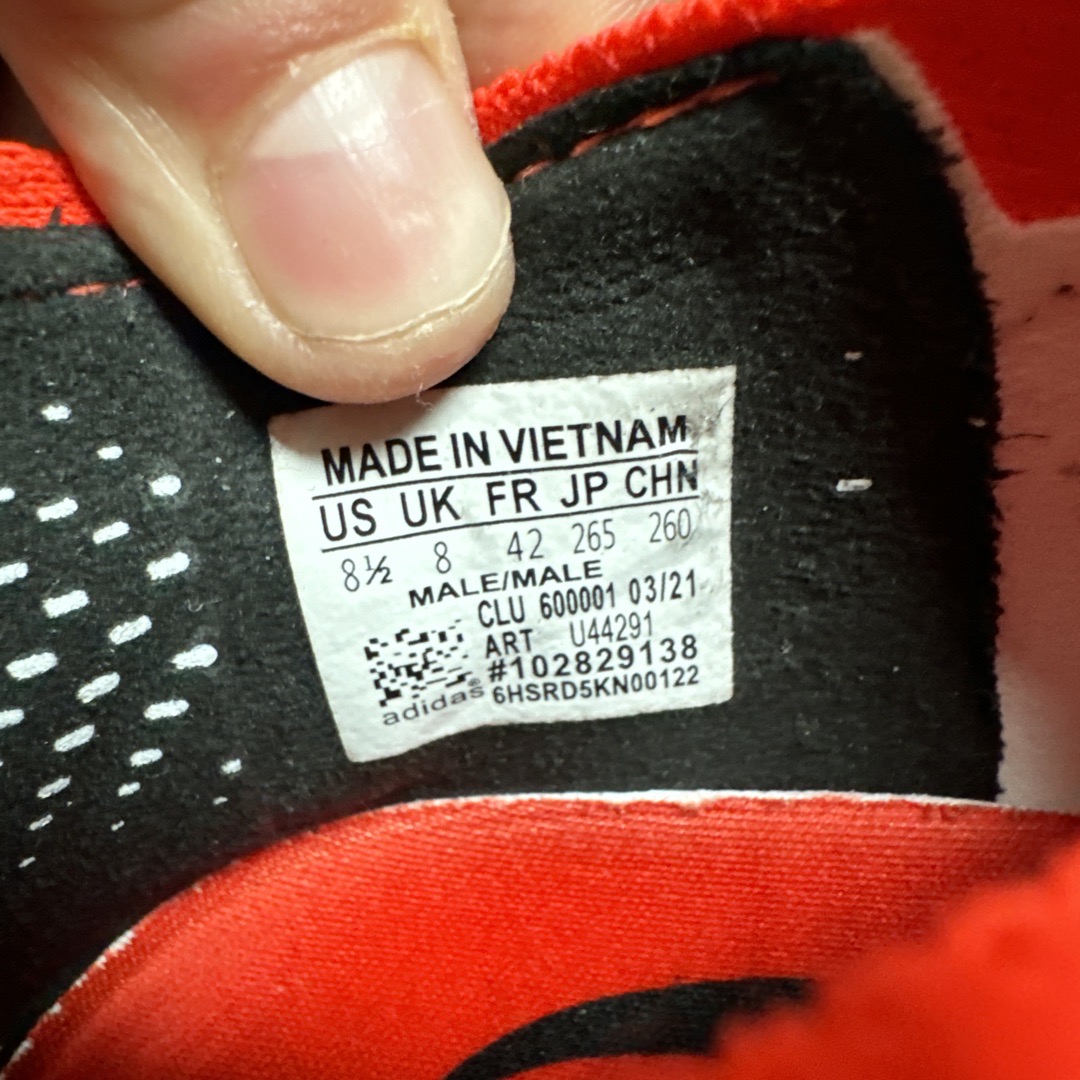 MADE IN VIETNAM
US UK FR JP CHN
8½ 8 42 265 260
MALE/MALE
CLU 600001 03/21
ART U44291
#102829138
adidas® 6HSRD5KN00122